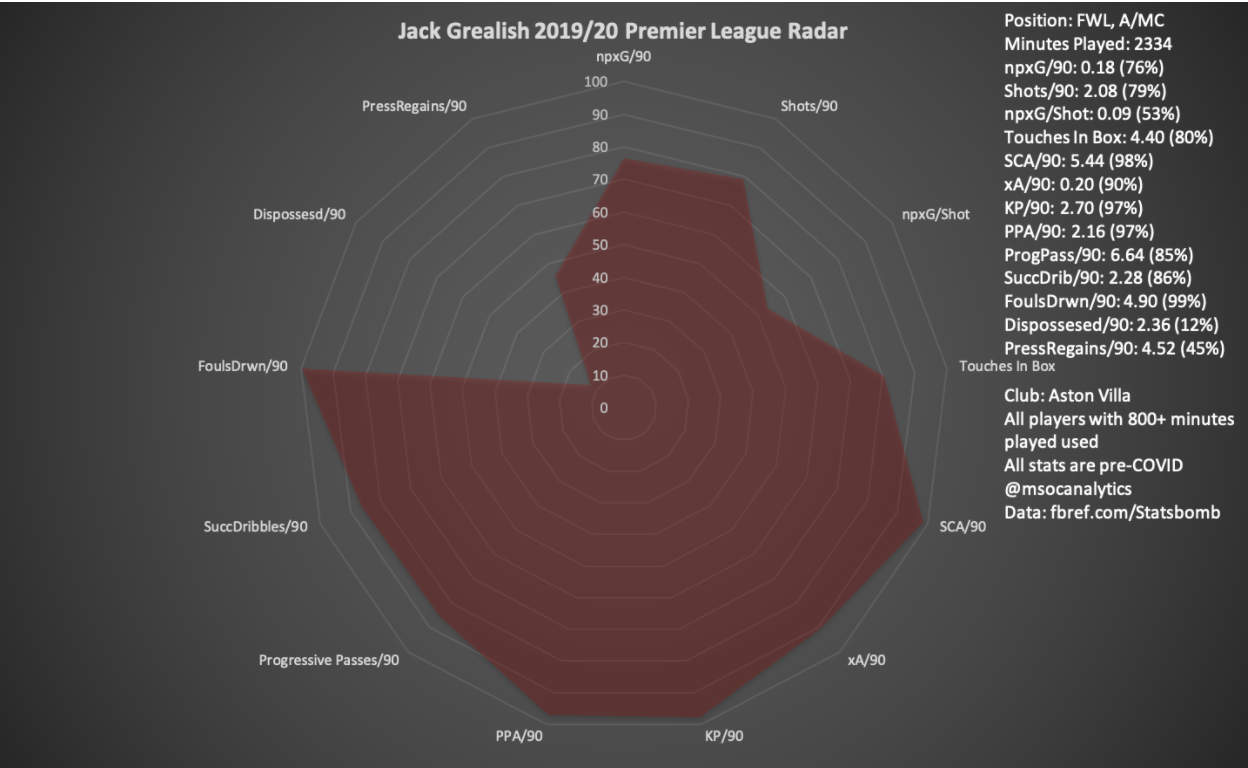 Jack Grealish 2019/20 Premier League Radar
npxG/90
Shots/90
npxG/Shot
Touches In Box
SCA/90
xA/90
KP/90
PPA/90
Progressive Passes/90
SuccDribbles/90
FoulsDrwn/90
Dispossesd/90
PressRegains/90
100
90
80
70
60
50
40
30
20
10
0
Position: FWL, A/MC
Minutes Played: 2334
npxG/90: 0.18 (76%)
Shots/90: 2.08 (79%)
npxG/Shot: 0.09 (53%)
Touches In Box: 4.40 (80%)
SCA/90: 5.44 (98%)
xA/90: 0.20 (90%)
KP/90: 2.70 (97%)
PPA/90: 2.16 (97%)
ProgPass/90: 6.64 (85%)
SuccDrib/90: 2.28 (86%)
FoulsDrwn/90: 4.90 (99%)
Dispossesed/90: 2.36 (12%)
PressRegains/90: 4.52 (45%)
Club: Aston Villa
All players with 800+ minutes
played used
All stats are pre-COVID
@msocanalytics
Data: fbref.com/Statsbomb